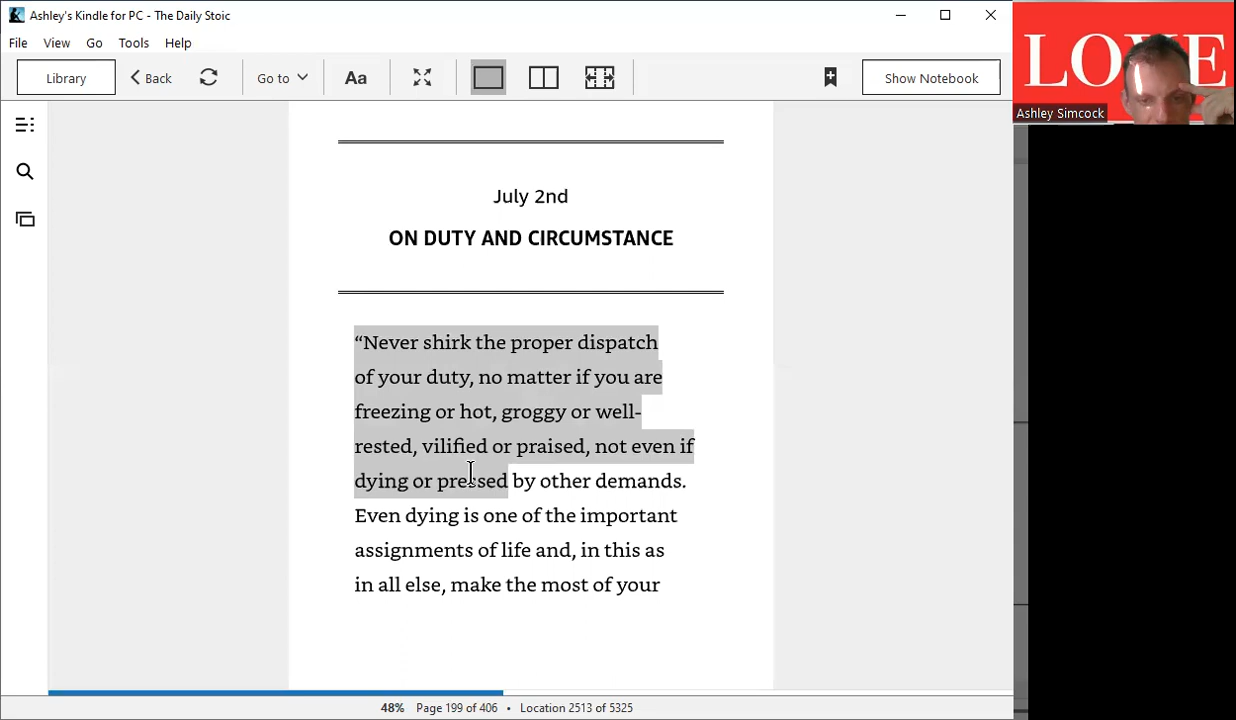 Ashley's Kindle for PC - The Daily Stoic
File View Go Tools Help
Library Back Go to Aa Show Notebook
LOVE
Ashley Simcock
July 2nd
ON DUTY AND CIRCUMSTANCE
“Never shirk the proper dispatch
of your duty, no matter if you are
freezing or hot, groggy or well-
rested, vilified or praised, not even if
dying or pressed by other demands.
Even dying is one of the important
assignments of life and, in this as
in all else, make the most of your
48% Page 199 of 406 • Location 2513 of 5325